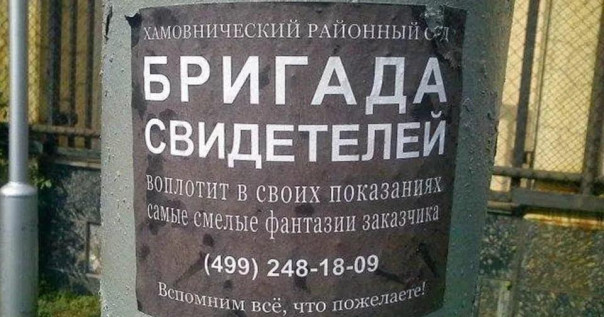 ХАМОВНИЧЕСКИЙ РАЙОННЫЙ СУД
БРИГАДА
СВИДЕТЕЛЕЙ
воплотит в своих показаниях
самые смелые фантазии заказчика
(499) 248-18-09
Вспомним всё, что пожелаете!